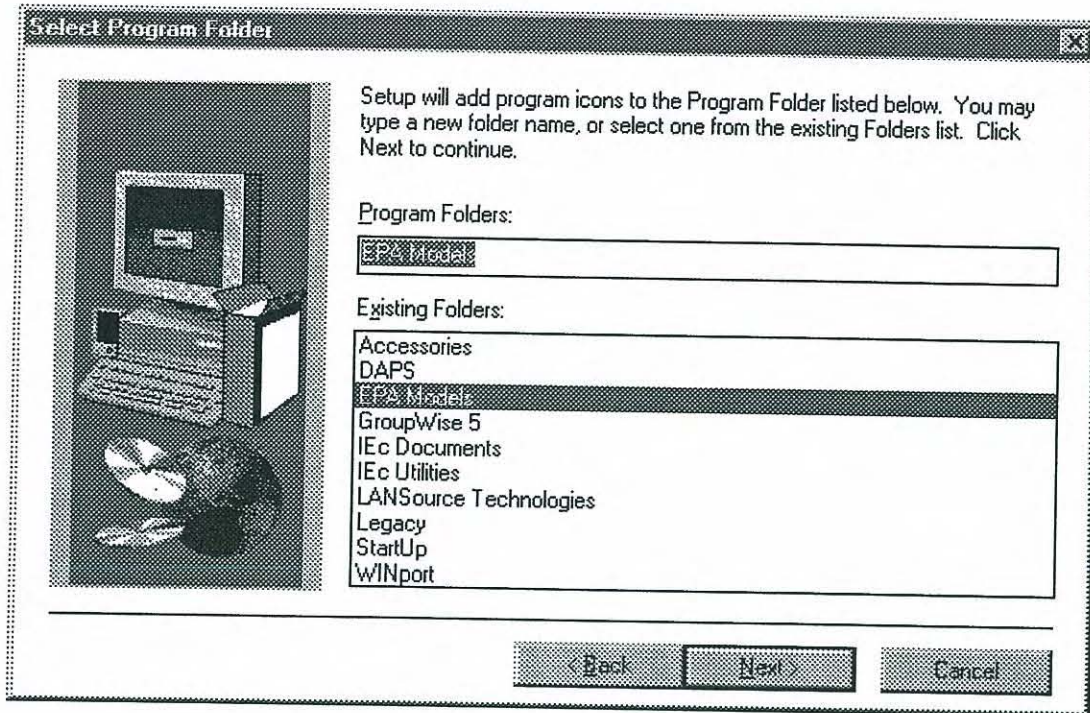 Select Program Folder
Setup will add program icons to the Program Folder listed below. You may
type a new folder name, or select one from the existing Folders list. Click
Next to continue.
Program Folders:
EPA Models
Existing Folders:
Accessories
DAPS
EPA Models
GroupWise 5
IEc Documents
IEc Utilities
LANSource Technologies
Legacy
StartUp
WINport
< Back
Next >
Cancel